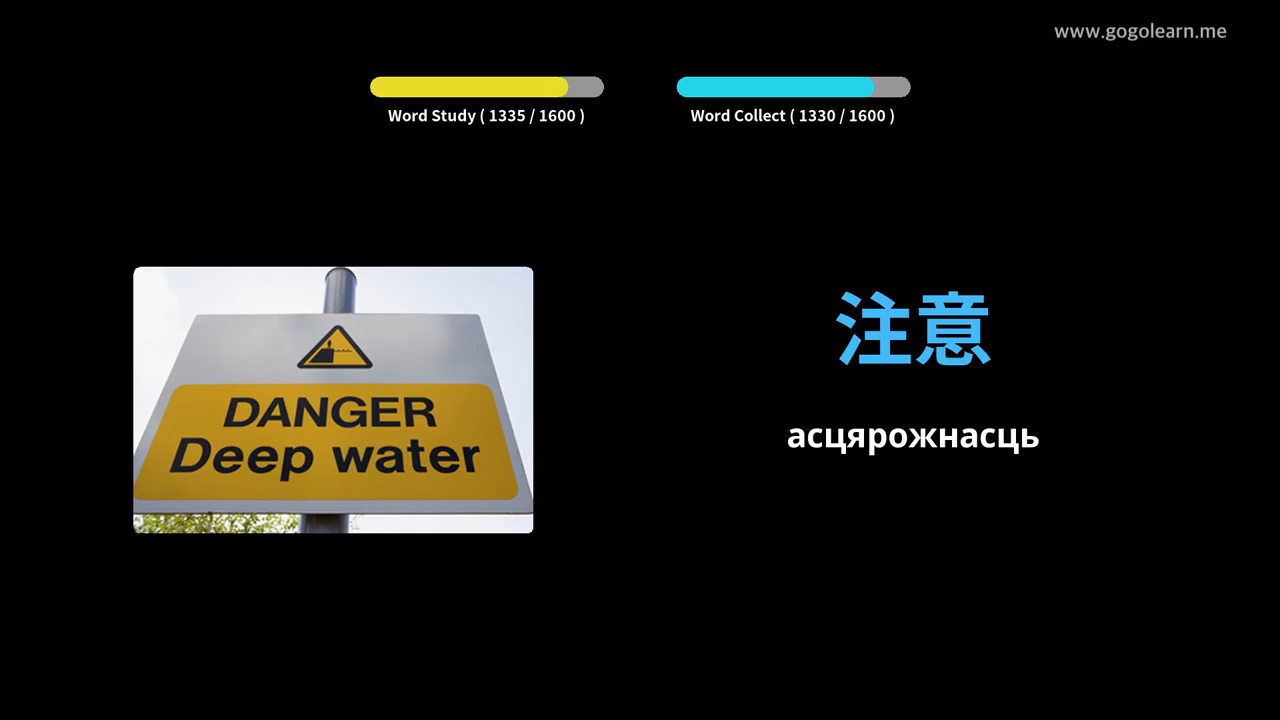 www.gogolearn.me
Word Study ( 1335 / 1600 )
Word Collect ( 1330 / 1600 )
DANGER
Deep water
注意
асцярожнасць